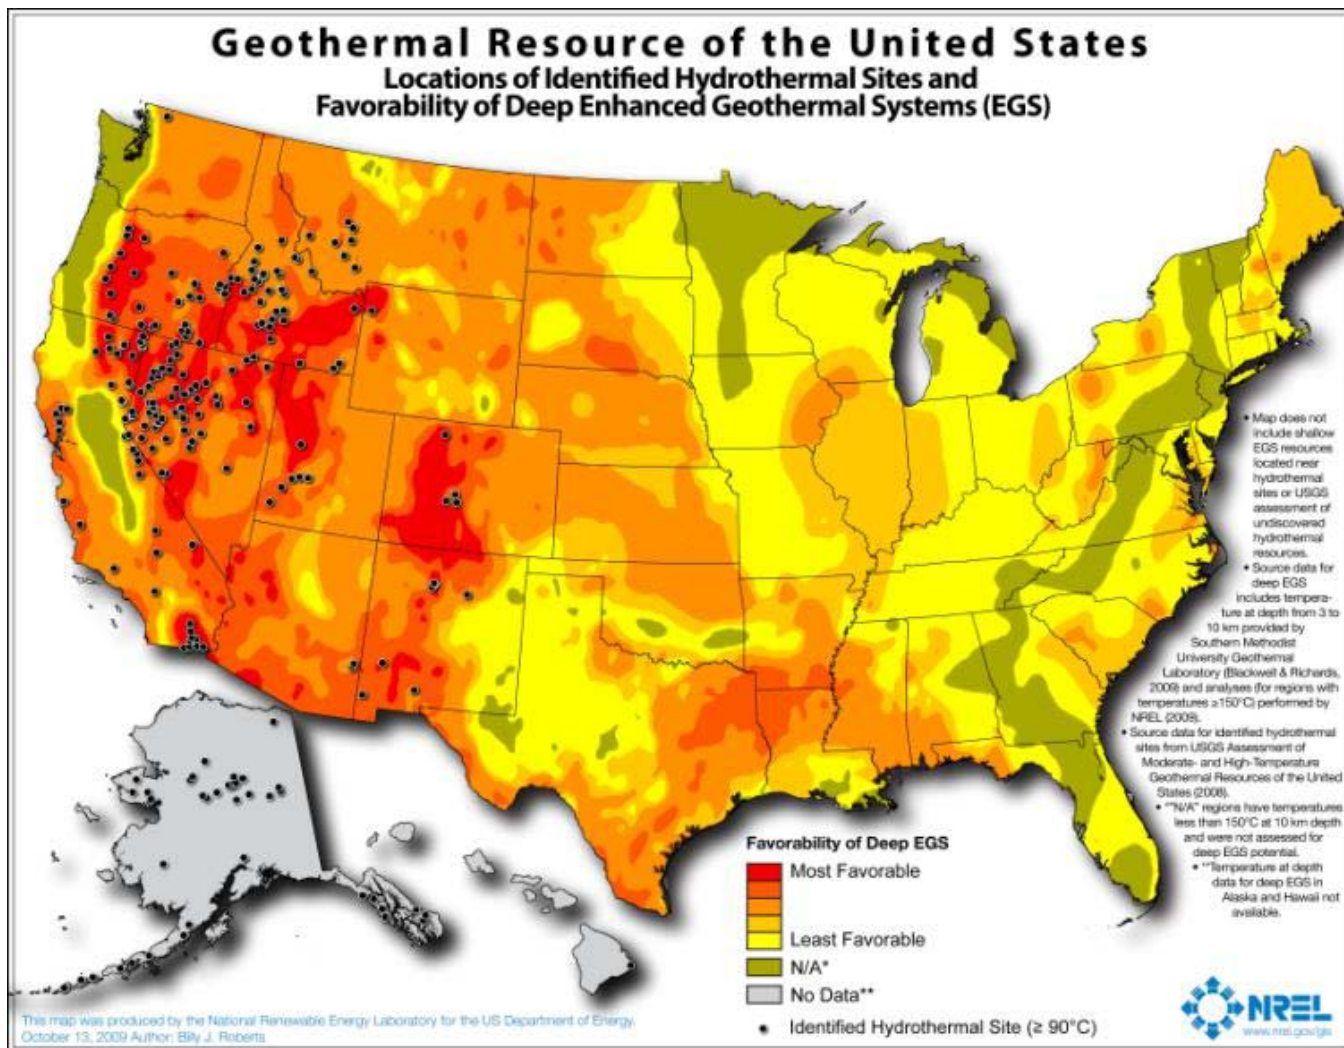 Geothermal Resource of the United States
Locations of Identified Hydrothermal Sites and
Favorability of Deep Enhanced Geothermal Systems (EGS)
• Map does not
include shallow
EGS resources
located near
hydrothermal
sites or USGS
assessment of
undiscovered
hydrothermal
resources.
• Source data for
deep EGS
includes tempera-
ture at depth from 3 to
10 km provided by
Southern Methodist
University Geothermal
Laboratory (Blackwell & Richards,
2009) and analyses (for regions with
temperatures ≥150°C) performed by
NREL (2009).
• Source data for identified hydrothermal
sites from USGS Assessment of
Moderate- and High-Temperature
Geothermal Resources of the United
States (2008).
• *"N/A" regions have temperatures
less than 150°C at 10 km depth
and were not assessed for
deep EGS potential.
• **Temperature at depth
data for deep EGS in
Alaska and Hawaii not
available.
Favorability of Deep EGS
Most Favorable
Least Favorable
N/A*
No Data**
Identified Hydrothermal Site (≥ 90°C)
This map was produced by the National Renewable Energy Laboratory for the US Department of Energy.
October 13, 2009 Author: Billy J. Roberts
NREL
www.nrel.gov/gis